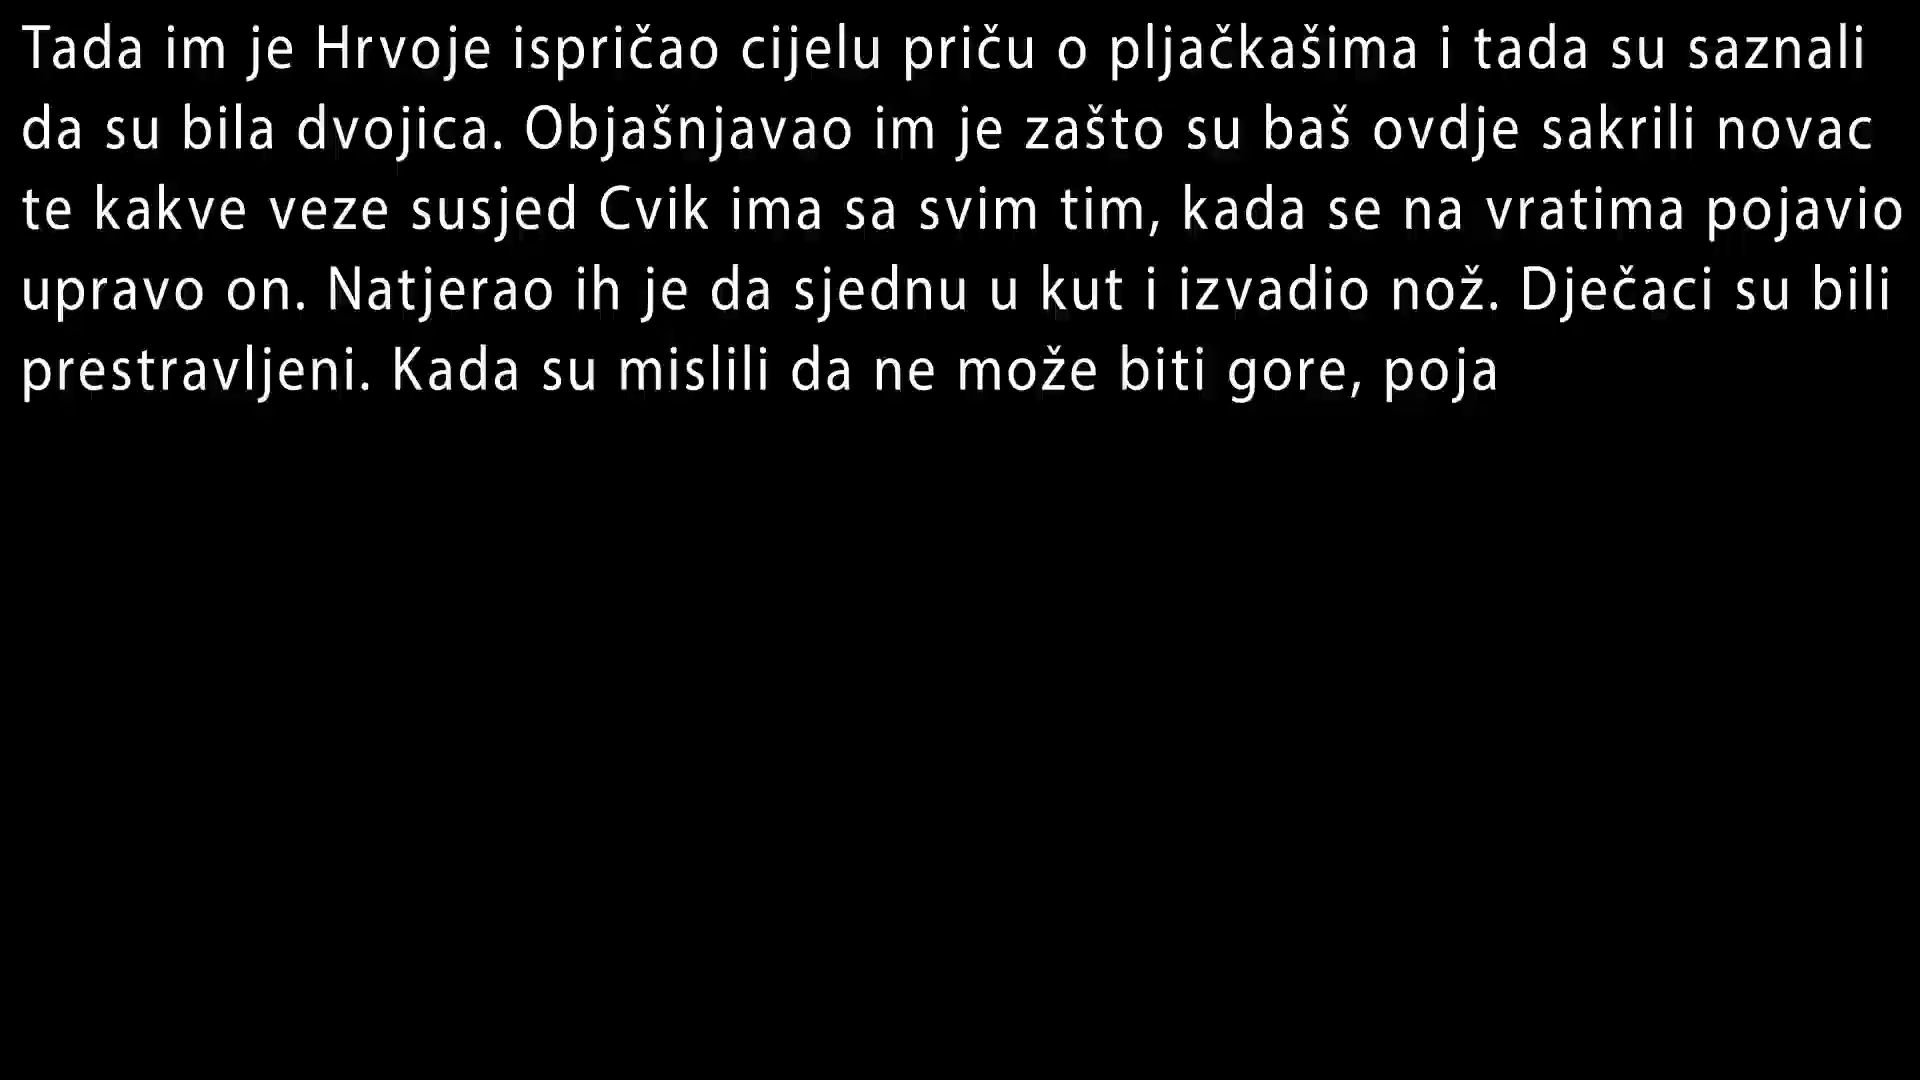 Tada im je Hrvoje ispričao cijelu priču o pljačkašima i tada su saznali
da su bila dvojica. Objašnjavao im je zašto su baš ovdje sakrili novac
te kakve veze susjed Cvik ima sa svim tim, kada se na vratima pojavio
upravo on. Natjerao ih je da sjednu u kut i izvadio nož. Dječaci su bili
prestravljeni. Kada su mislili da ne može biti gore, poja